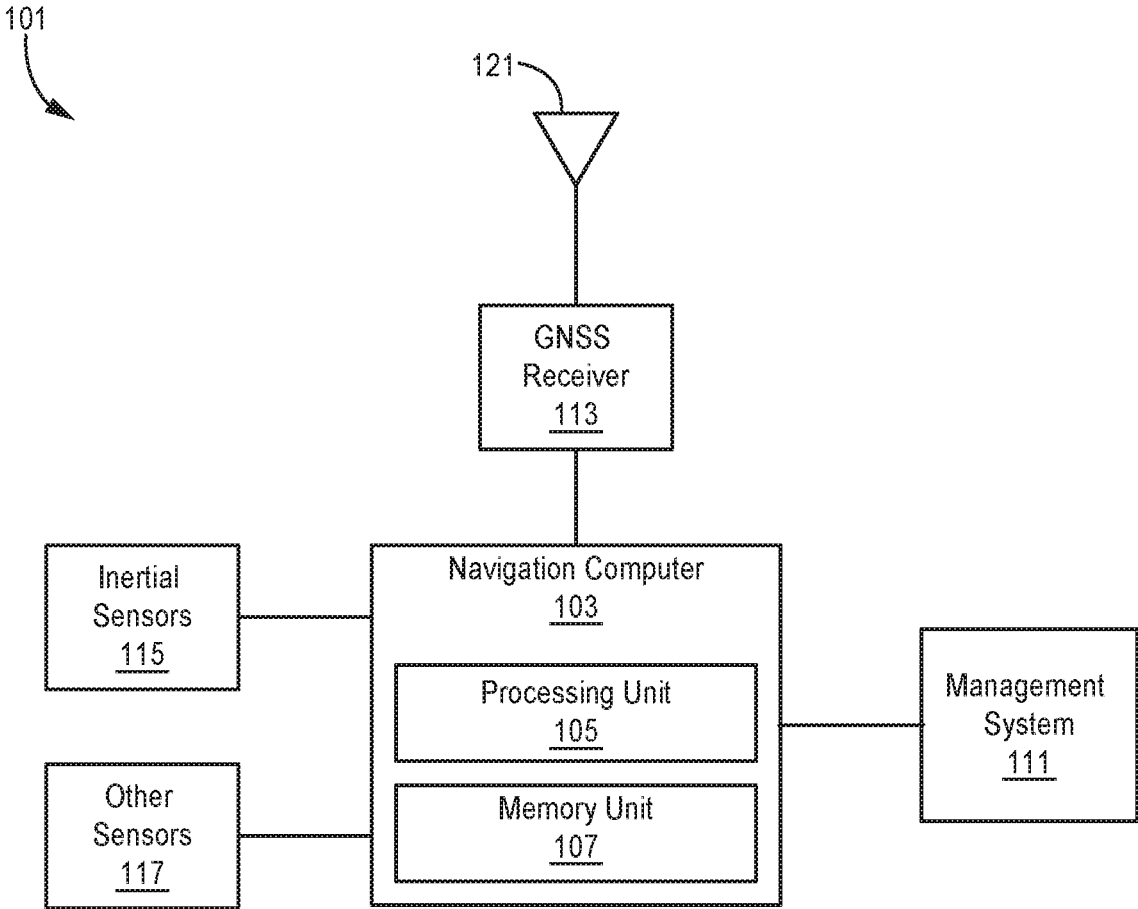 101
121
GNSS
Receiver
113
Inertial
Sensors
115
Navigation Computer
103
Processing Unit
105
Memory Unit
107
Management
System
111
Other
Sensors
117